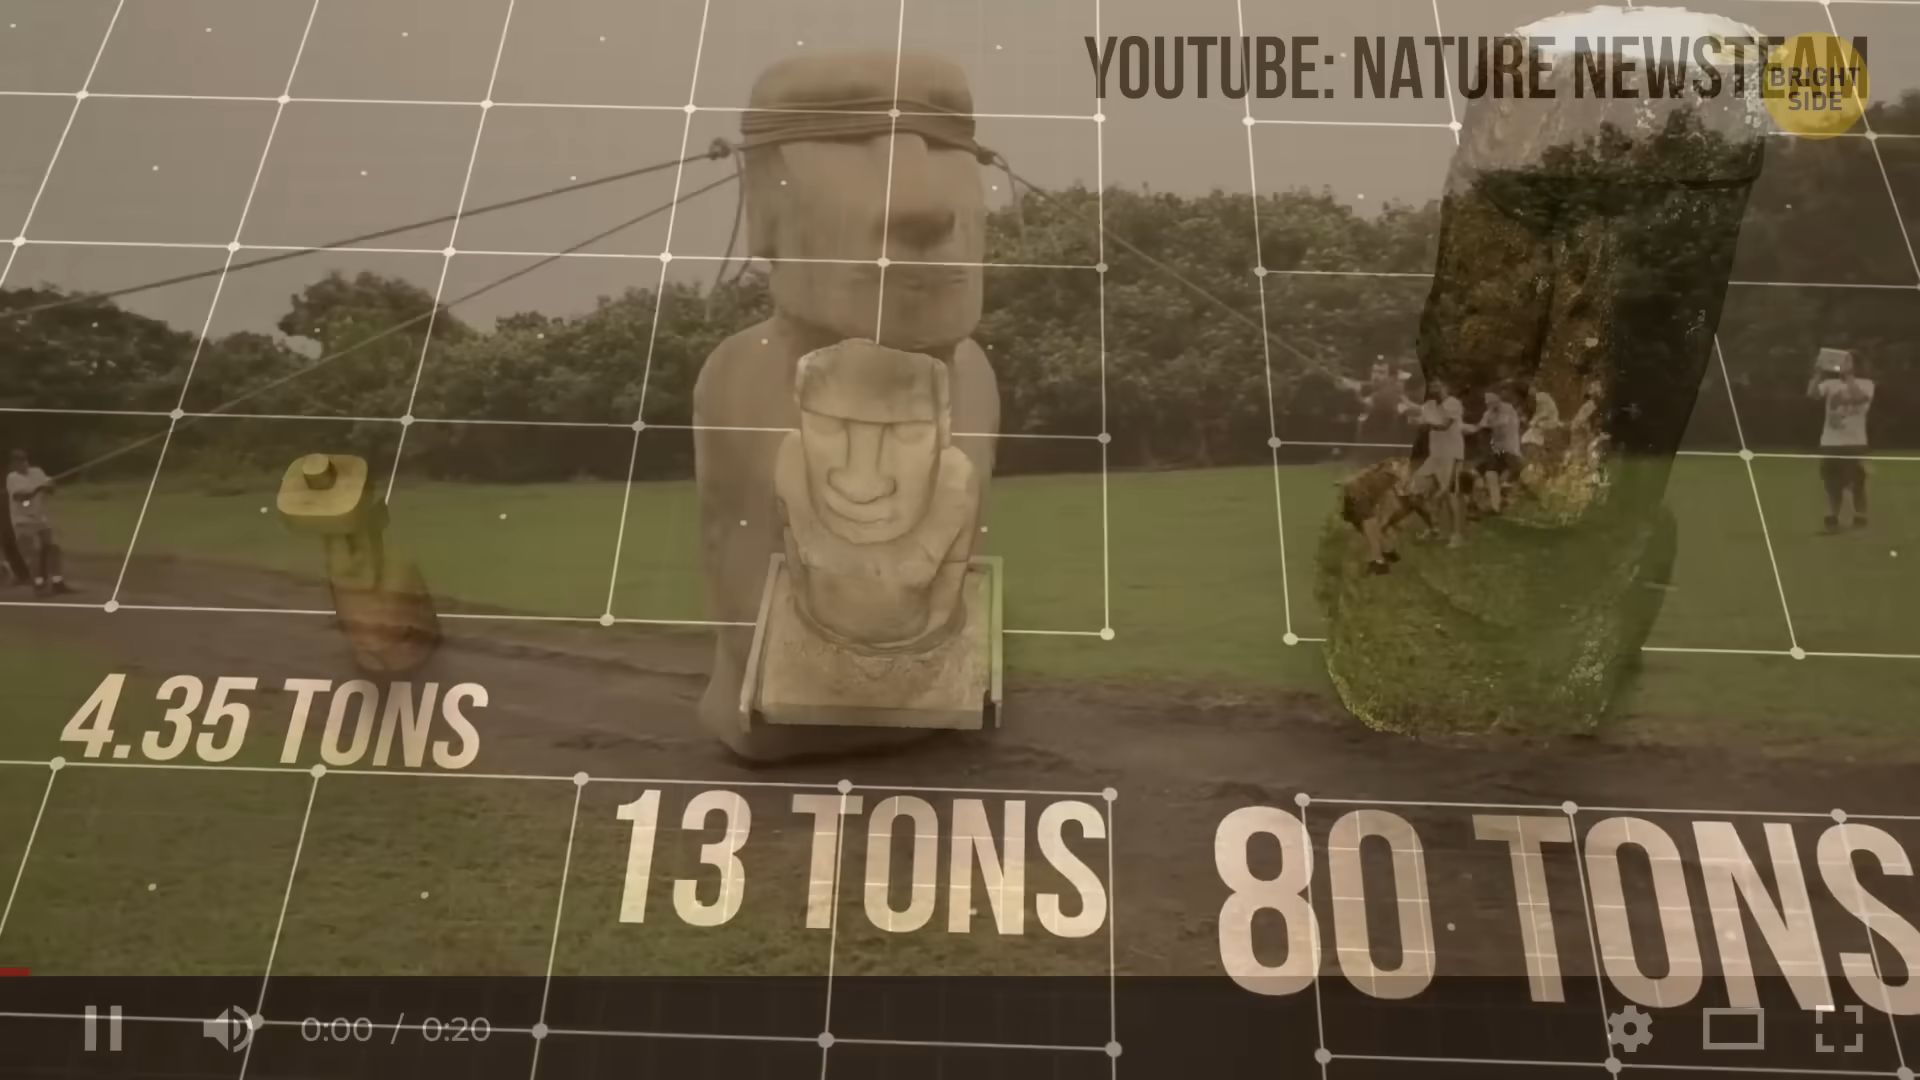 YOUTUBE: NATURE NEWSTEAM
BRIGHT
SIDE
4.35 TONS
13 TONS
80 TONS
0:00 / 0:20